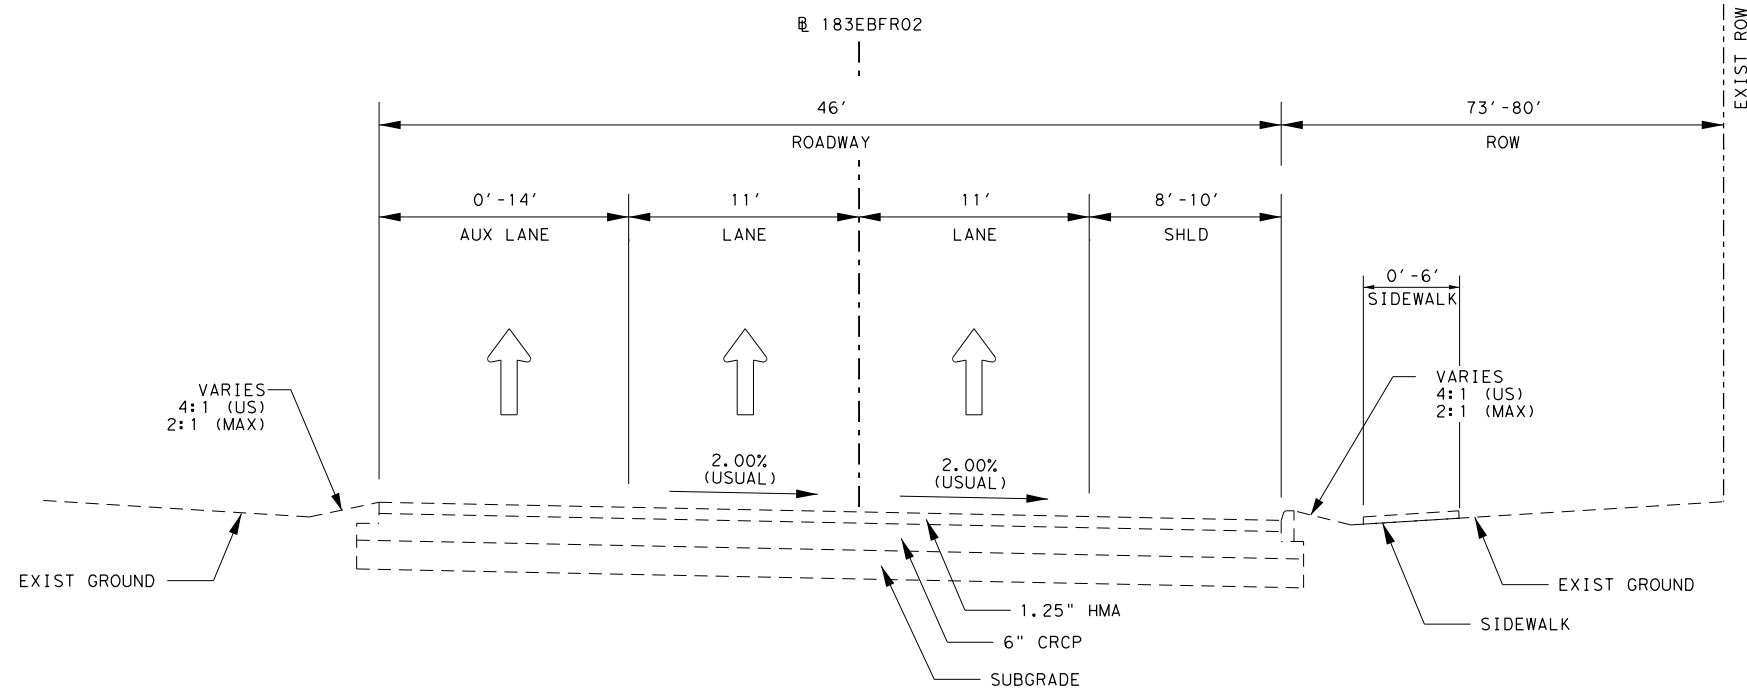 ℄ 183EBFR02
EXIST ROW
46'
73'-80'
ROADWAY
ROW
0'-14'
11'
11'
8'-10'
AUX LANE
LANE
LANE
SHLD
0'-6'
SIDEWALK
VARIES
4:1 (US)
2:1 (MAX)
VARIES
4:1 (US)
2:1 (MAX)
2.00%
(USUAL)
2.00%
(USUAL)
EXIST GROUND
EXIST GROUND
1.25" HMA
SIDEWALK
6" CRCP
SUBGRADE